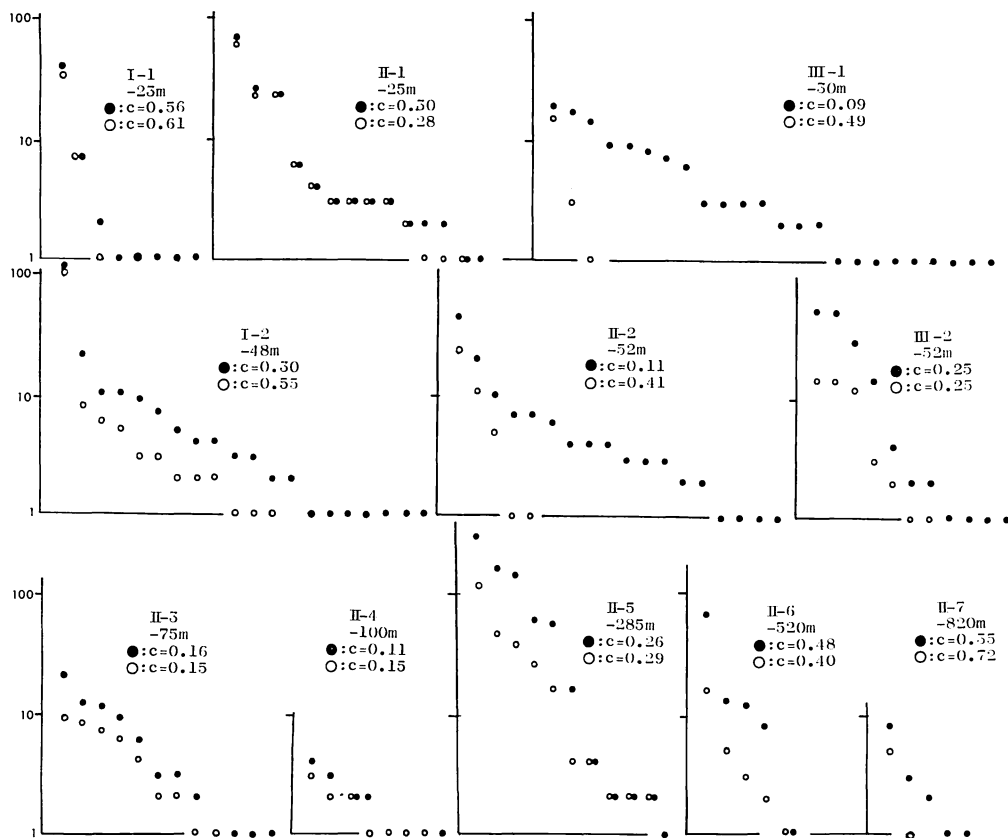 100
10
1
I-1
-25m
●:c=0.56
○:c=0.61
II-1
-25m
●:c=0.30
○:c=0.28
III-1
-50m
●:c=0.09
○:c=0.49
100
10
1
I-2
-48m
●:c=0.30
○:c=0.55
II-2
-52m
●:c=0.11
○:c=0.41
III-2
-52m
●:c=0.25
○:c=0.25
100
10
1
II-3
-75m
●:c=0.16
○:c=0.15
II-4
-100m
●:c=0.11
○:c=0.15
II-5
-285m
●:c=0.26
○:c=0.29
II-6
-520m
●:c=0.48
○:c=0.40
II-7
-820m
●:c=0.55
○:c=0.72